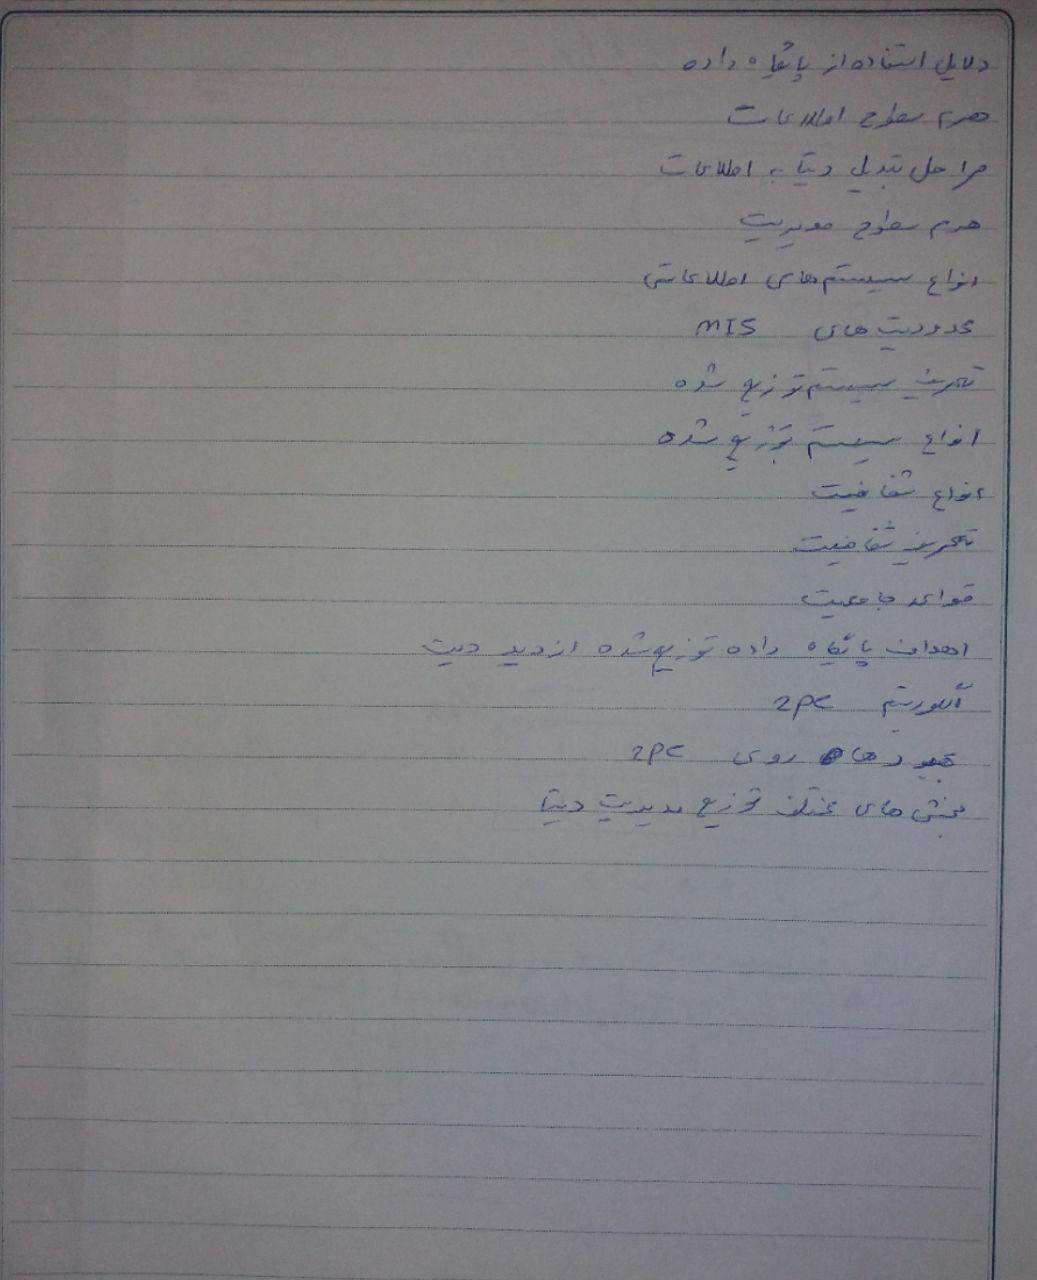 دلایل استفاده از پایگاه داده
هرم سطوح اطلاعات
مراحل تبدیل دیتا به اطلاعات
هرم سطوح مدیریت
انواع سیستم‌های اطلاعاتی
محدودیت های MIS
تعریف سیستم توزیع شده
انواع سیستم توزیع شده
انواع شفافیت
تعریف شفافیت
قواعد جامعیت
اهداف پایگاه داده توزیع شده از دید دیت
الگوریتم 2PC
بهبودها روی 2PC
بخش های مختلف توزیع مدیریت دیتا